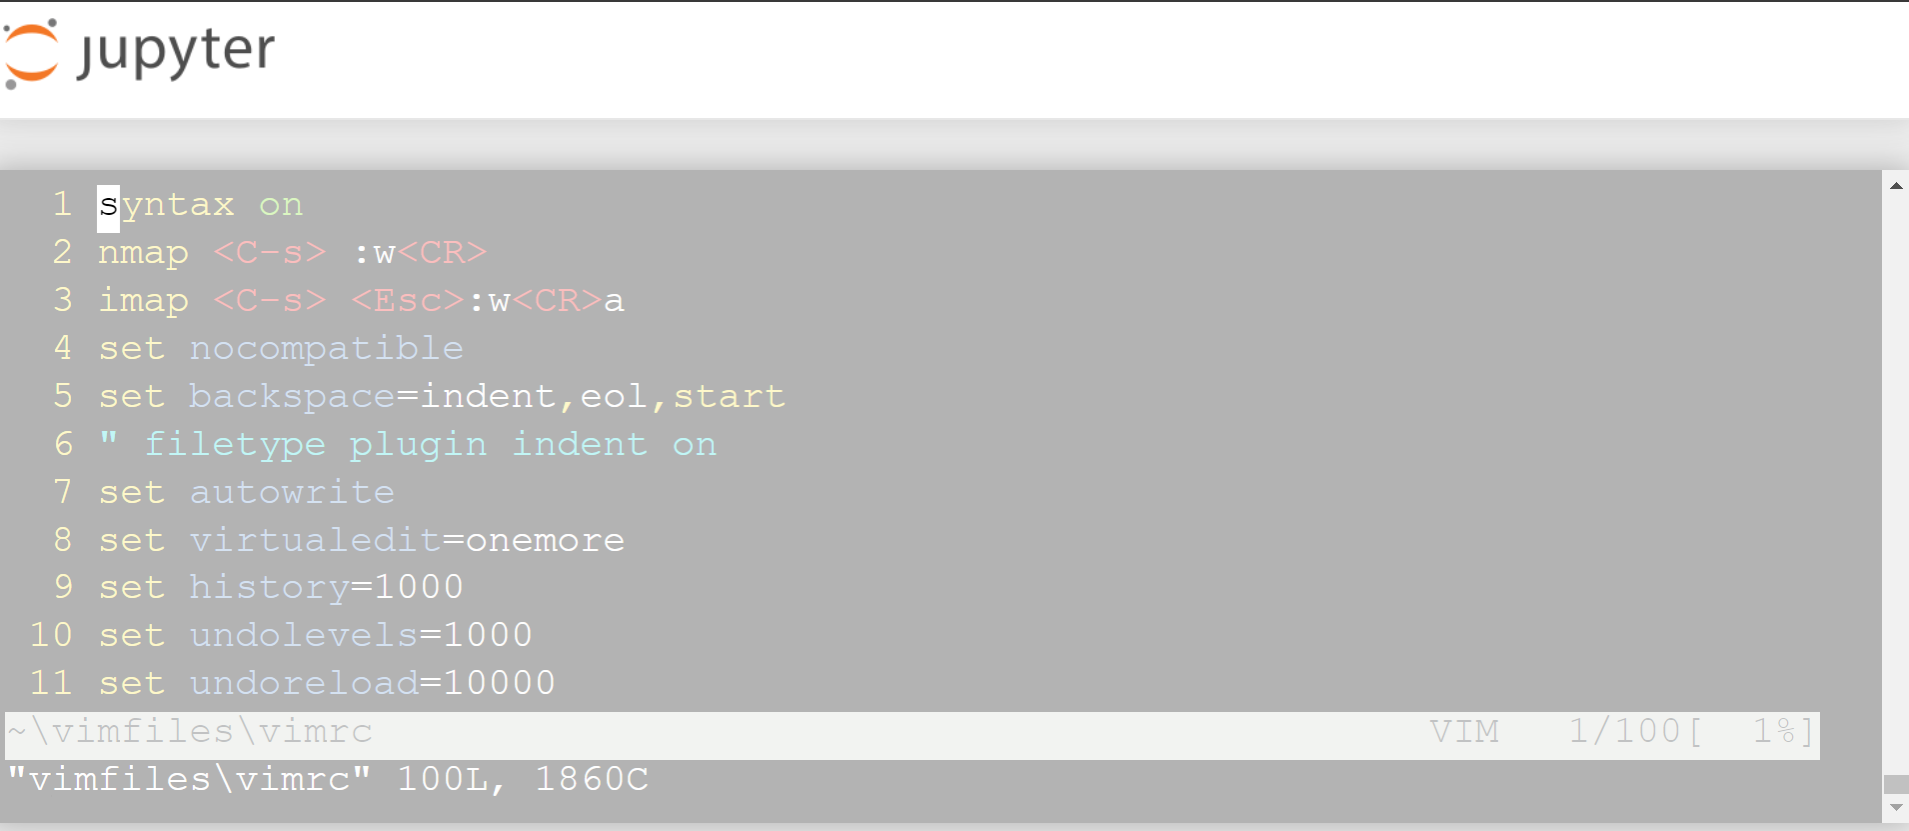 jupyter
1 syntax on
2 nmap <C-s> :w<CR>
3 imap <C-s> <Esc>:w<CR>a
4 set nocompatible
5 set backspace=indent,eol,start
6 " filetype plugin indent on
7 set autowrite
8 set virtualedit=onemore
9 set history=1000
10 set undolevels=1000
11 set undoreload=10000
~\vimfiles\vimrc VIM 1/100[ 1%]
"vimfiles\vimrc" 100L, 1860C